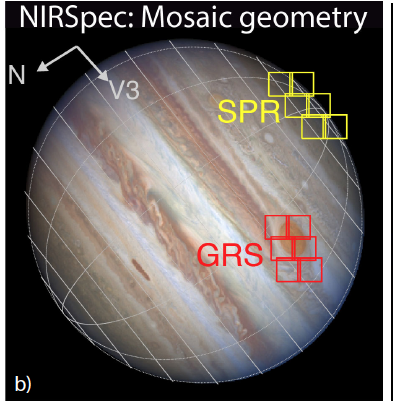 NIRSpec: Mosaic geometry
N
V3
SPR
GRS
b)